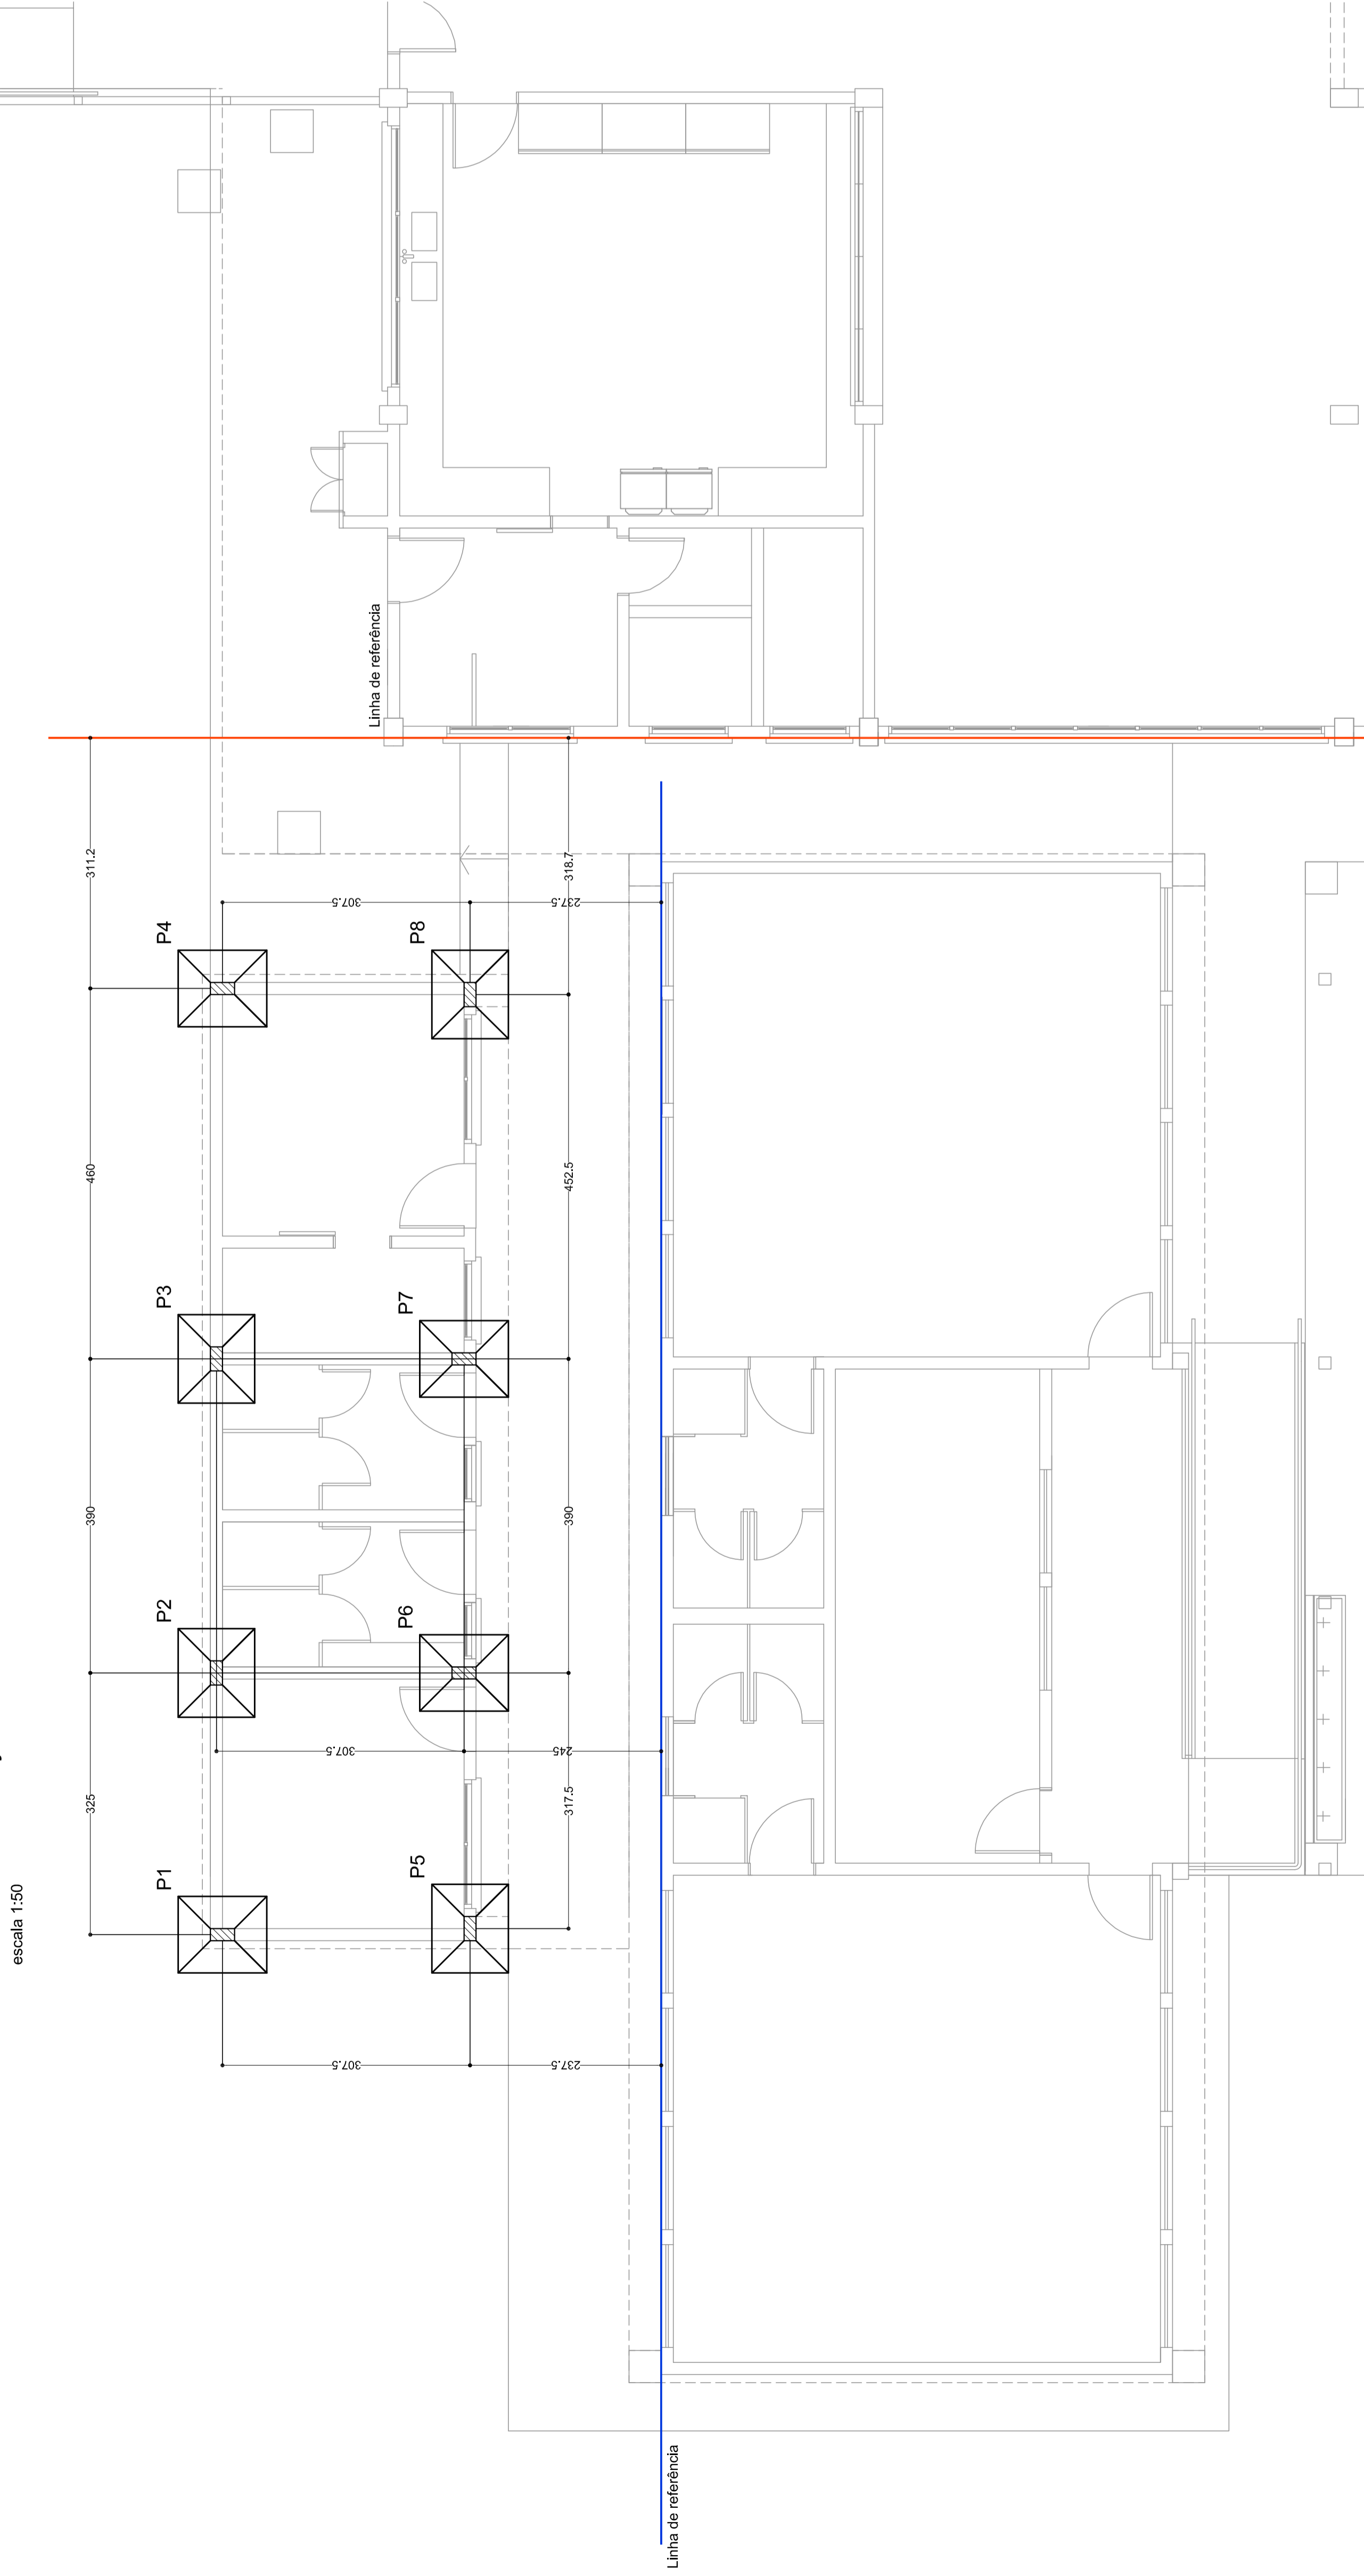 escala 1:50
325
390
460
311.2
P1
P2
P3
P4
307.5
307.5
307.5
Linha de referência
P5
P6
P7
P8
237.5
245
237.5
317.5
390
452.5
318.7
Linha de referência